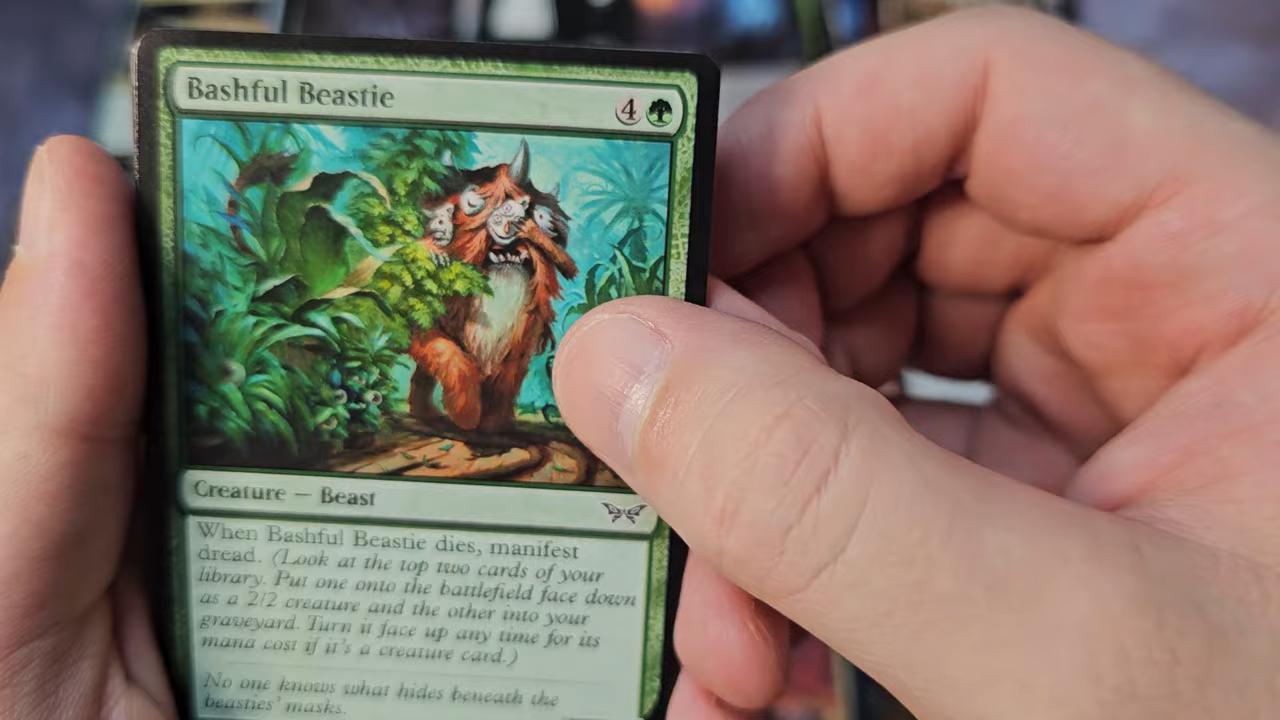 Bashful Beastie
4
Creature — Beast
When Bashful Beastie dies, manifest
dread. (Look at the top two cards of your
library. Put one onto the battlefield face down
as a 2/2 creature and the other into your
graveyard. Turn it face up any time for its
mana cost if it's a creature card.)
No one knows what hides beneath the
beasties' masks.